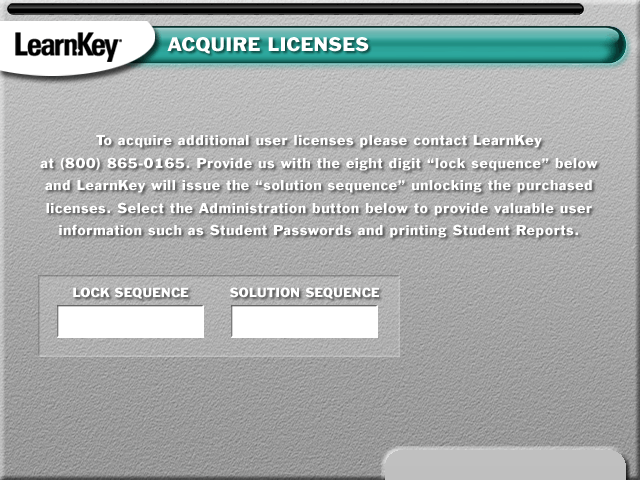 LearnKey
ACQUIRE LICENSES
To acquire additional user licenses please contact LearnKey
at (800) 865-0165. Provide us with the eight digit “lock sequence” below
and LearnKey will issue the “solution sequence” unlocking the purchased
licenses. Select the Administration button below to provide valuable user
information such as Student Passwords and printing Student Reports.
LOCK SEQUENCE
SOLUTION SEQUENCE